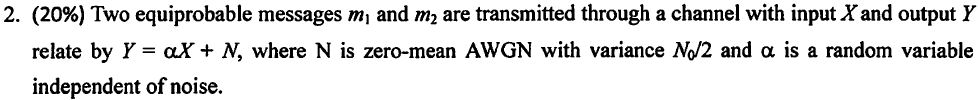 2. (20%) Two equiprobable messages m₁ and m₂ are transmitted through a channel with input X and output Y
relate by Y = αX + N, where N is zero-mean AWGN with variance N₀/2 and α is a random variable
independent of noise.